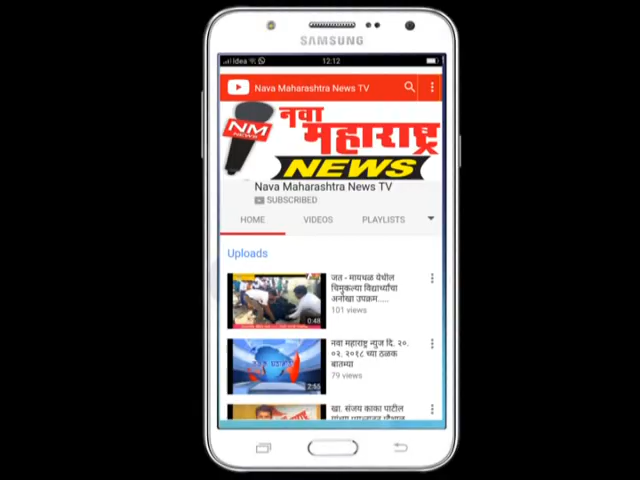 SAMSUNG
Idea 12:12
Nava Maharashtra News TV
नवा
महाराष्ट्र
NM
NEWS
NEWS
Nava Maharashtra News TV
SUBSCRIBED
HOME VIDEOS PLAYLISTS
Uploads
जत - मायथळ येथील
चिमुकल्या विद्यार्थ्यांचा
अनोखा उपक्रम.....
101 views
0:48
नवा महाराष्ट्र न्युज दि. २०.
०२. २०१८ च्या ठळक
बातम्या
79 views
2:55
खा. संजय काका पाटील